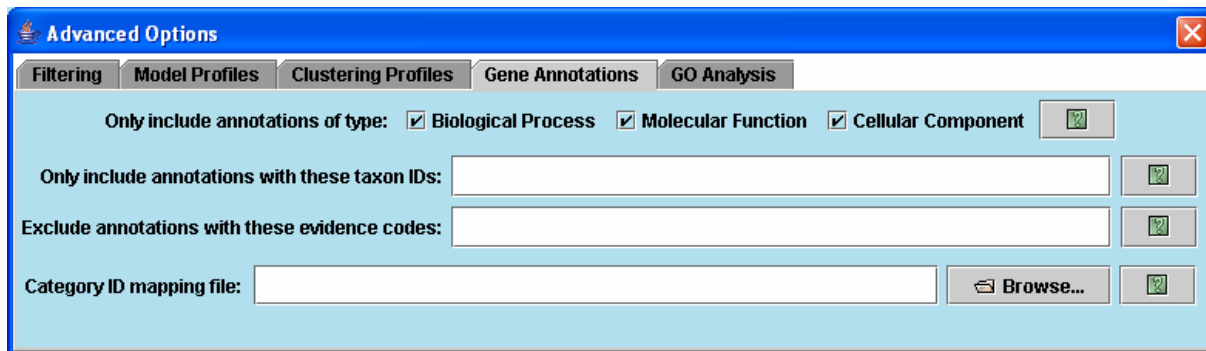 Advanced Options
Filtering Model Profiles Clustering Profiles Gene Annotations GO Analysis
Only include annotations of type: Biological Process Molecular Function Cellular Component
Only include annotations with these taxon IDs:
Exclude annotations with these evidence codes:
Category ID mapping file: Browse...